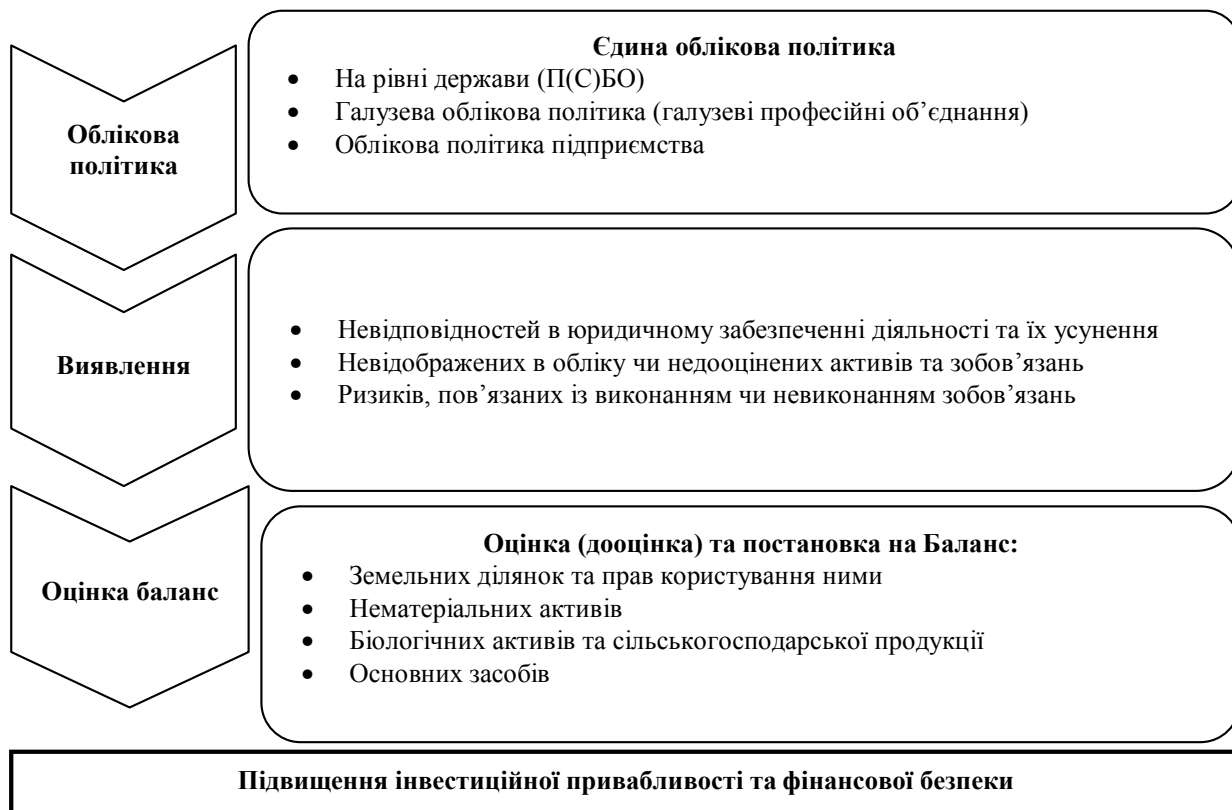 Облікова
політика
Єдина облікова політика
• На рівні держави (П(С)БО)
• Галузева облікова політика (галузеві професійні об’єднання)
• Облікова політика підприємства
Виявлення
• Невідповідностей в юридичному забезпеченні діяльності та їх усунення
• Невідображених в обліку чи недооцінених активів та зобов’язань
• Ризиків, пов’язаних із виконанням чи невиконанням зобов’язань
Оцінка баланс
Оцінка (дооцінка) та постановка на Баланс:
• Земельних ділянок та прав користування ними
• Нематеріальних активів
• Біологічних активів та сільськогосподарської продукції
• Основних засобів
Підвищення інвестиційної привабливості та фінансової безпеки